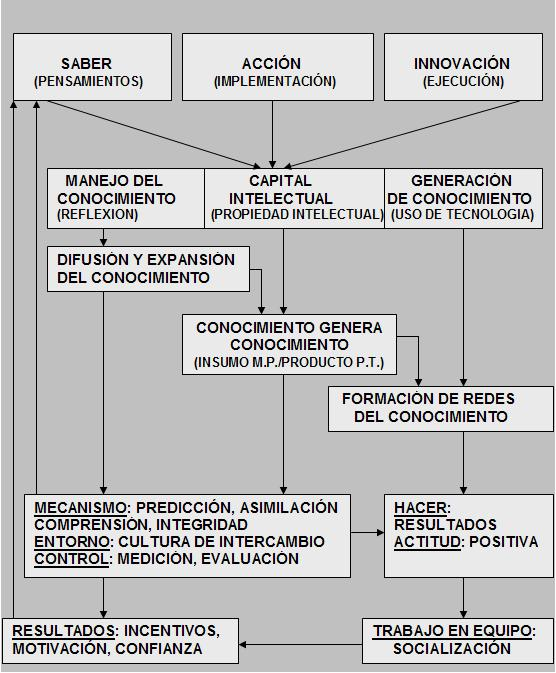 SABER
(PENSAMIENTOS)
ACCIÓN
(IMPLEMENTACIÓN)
INNOVACIÓN
(EJECUCIÓN)
MANEJO DEL
CONOCIMIENTO
(REFLEXION)
CAPITAL
INTELECTUAL
(PROPIEDAD INTELECTUAL)
GENERACIÓN
DE CONOCIMIENTO
(USO DE TECNOLOGIA)
DIFUSIÓN Y EXPANSIÓN
DEL CONOCIMIENTO
CONOCIMIENTO GENERA
CONOCIMIENTO
(INSUMO M.P./PRODUCTO P.T.)
FORMACIÓN DE REDES
DEL CONOCIMIENTO
MECANISMO: PREDICCIÓN, ASIMILACIÓN
COMPRENSIÓN, INTEGRIDAD
ENTORNO: CULTURA DE INTERCAMBIO
CONTROL: MEDICIÓN, EVALUACIÓN
HACER:
RESULTADOS
ACTITUD: POSITIVA
RESULTADOS: INCENTIVOS,
MOTIVACIÓN, CONFIANZA
TRABAJO EN EQUIPO:
SOCIALIZACIÓN